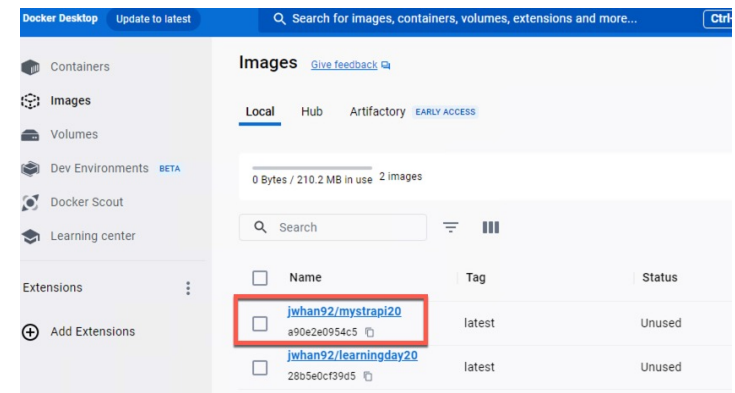 Docker Desktop Update to latest Search for images, containers, volumes, extensions and more... Ctrl-
Containers
Images
Volumes
Dev Environments BETA
Docker Scout
Learning center
Extensions
Add Extensions
Images Give feedback
Local Hub Artifactory EARLY ACCESS
0 Bytes / 210.2 MB in use 2 images
Search
Name Tag Status
jwhan92/mystrapi20
a90e2e0954c5
latest Unused
jwhan92/learningday20
28b5e0cf39d5
latest Unused